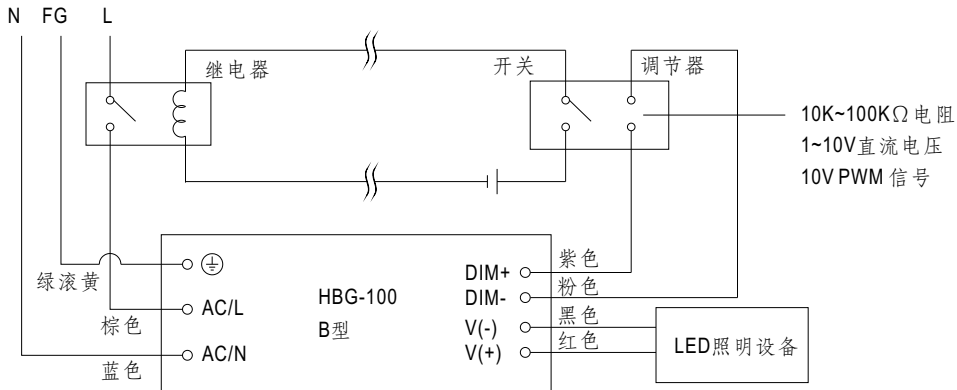 N FG L
继电器
开关
调节器
10K~100KΩ电阻
1~10V直流电压
10V PWM 信号
绿滚黄
棕色
AC/L
蓝色
AC/N
HBG-100
B型
DIM+
紫色
DIM-
粉色
V(-)
黑色
V(+)
红色
LED照明设备